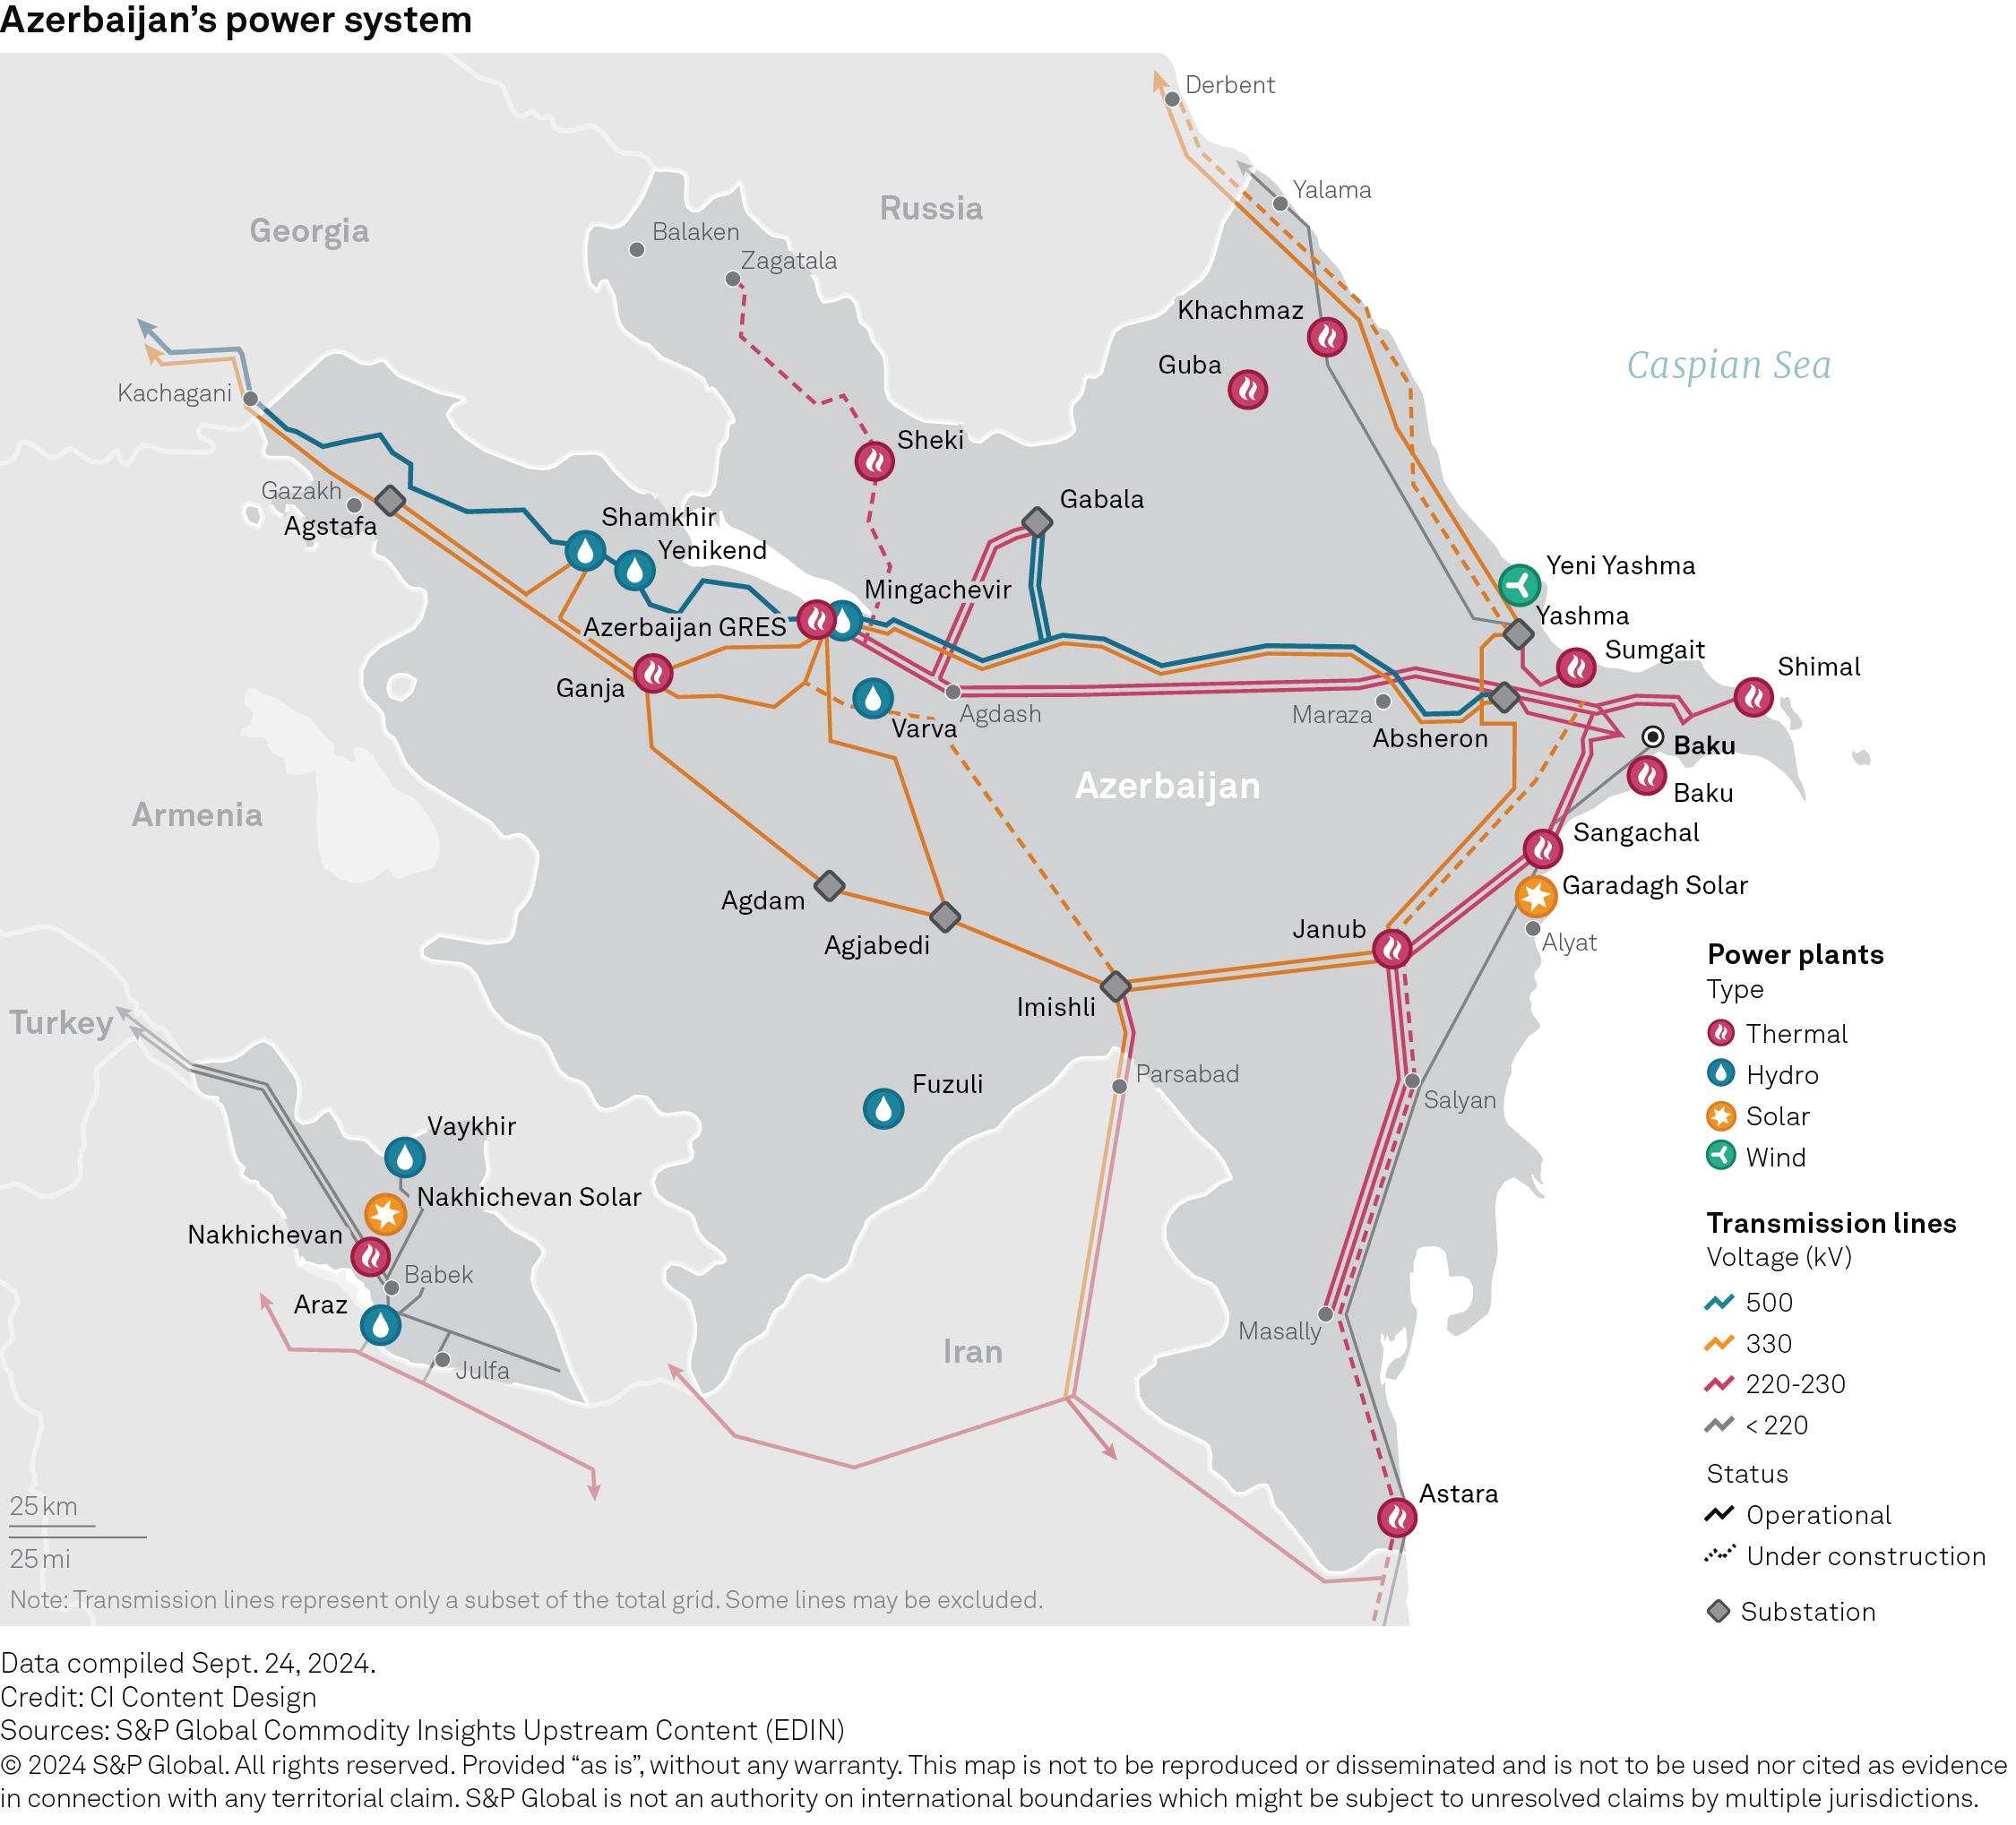 Azerbaijan’s power system
Derbent
Yalama
Russia
Georgia
Balaken
Zagatala
Khachmaz
Caspian Sea
Guba
Kachagani
Sheki
Gazakh
Agstafa
Gabala
Shamkhir
Yenikend
Yeni Yashma
Mingachevir
Yashma
Azerbaijan GRES
Sumgait
Shimal
Ganja
Agdash
Maraza
Varva
Absheron
Baku
Azerbaijan
Baku
Armenia
Sangachal
Garadagh Solar
Agdam
Janub
Agjabedi
Alyat
Imishli
Turkey
Parsabad
Fuzuli
Salyan
Vaykhir
Nakhichevan Solar
Nakhichevan
Babek
Araz
Masally
Iran
Julfa
Astara
Power plants
Type
Thermal
Hydro
Solar
Wind
Transmission lines
Voltage (kV)
500
330
220-230
< 220
Status
Operational
Under construction
Substation
25 km
25 mi
Note: Transmission lines represent only a subset of the total grid. Some lines may be excluded.
Data compiled Sept. 24, 2024.
Credit: CI Content Design
Sources: S&P Global Commodity Insights Upstream Content (EDIN)
© 2024 S&P Global. All rights reserved. Provided “as is”, without any warranty. This map is not to be reproduced or disseminated and is not to be used nor cited as evidence
in connection with any territorial claim. S&P Global is not an authority on international boundaries which might be subject to unresolved claims by multiple jurisdictions.